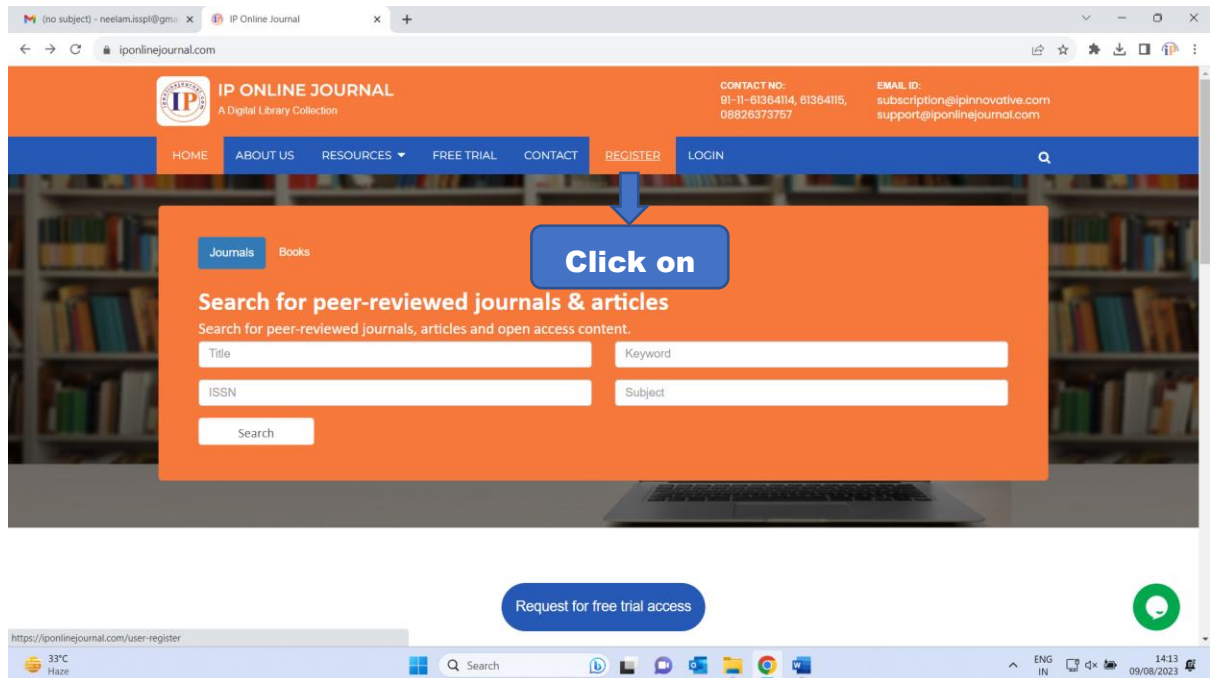 (no subject) - neelam.isspl@gma
IP Online Journal
iponlinejournal.com
IP
IP ONLINE JOURNAL
A Digital Library Collection
CONTACT NO:
91-11-61364114, 61364115,
08826373757
EMAIL ID:
subscription@ipinnovative.com
support@iponlinejournal.com
HOME ABOUT US RESOURCES FREE TRIAL CONTACT REGISTER LOGIN
Click on
Journals Books
Search for peer-reviewed journals & articles
Search for peer-reviewed journals, articles and open access content.
Title Keyword
ISSN Subject
Search
Request for free trial access
https://iponlinejournal.com/user-register
33°C
Haze
Search
ENG
IN
14:13
09/08/2023